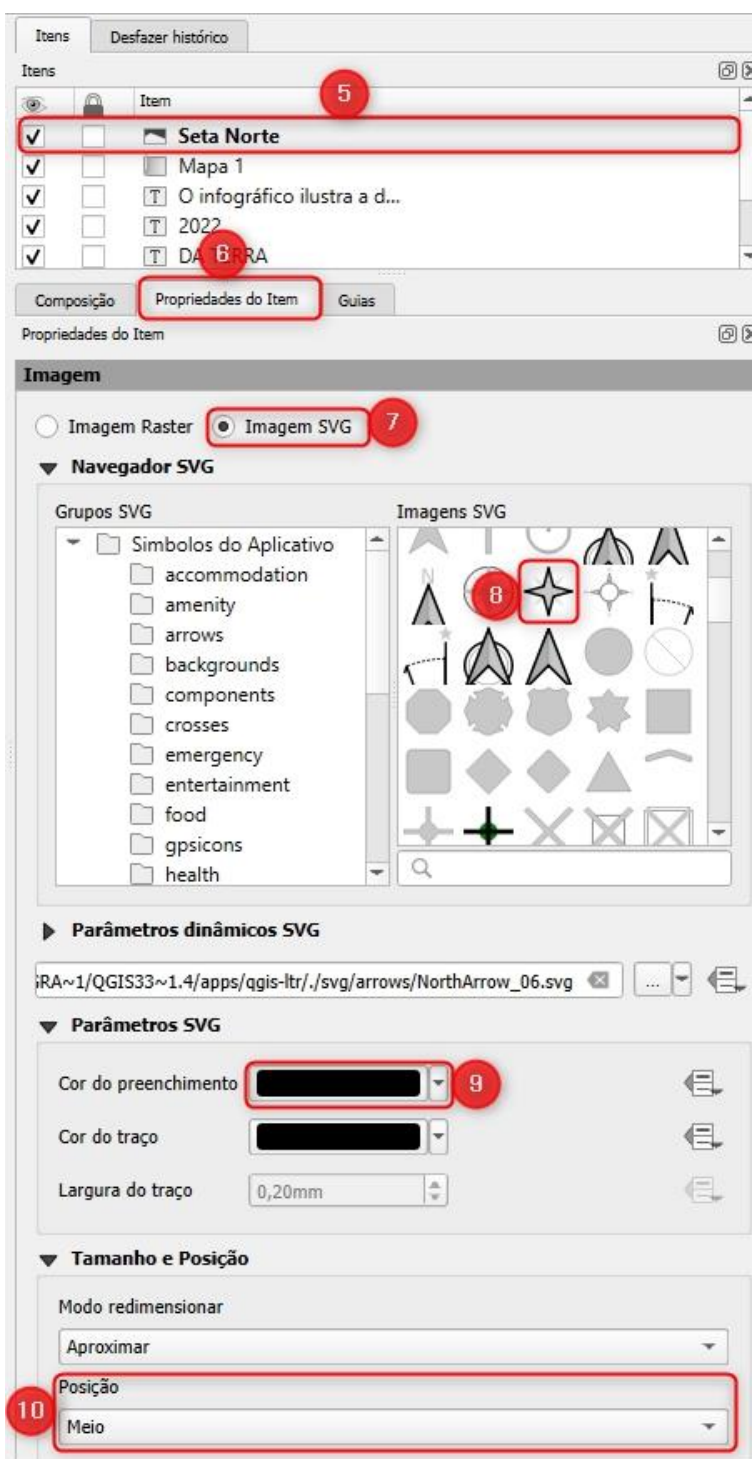 Itens Desfazer histórico
Itens
Item
5
Seta Norte
Mapa 1
T O infográfico ilustra a d...
T 2022
T DA TERRA
6
Composição Propriedades do Item Guias
Propriedades do Item
Imagem
Imagem Raster Imagem SVG 7
Navegador SVG
Grupos SVG Imagens SVG
Simbolos do Aplicativo
accommodation
amenity
arrows
backgrounds
components
crosses
emergency
entertainment
food
gpsicons
health
N
8
Parâmetros dinâmicos SVG
RA~1/QGIS33~1.4/apps/qgis-ltr/./svg/arrows/NorthArrow_06.svg ...
Parâmetros SVG
Cor do preenchimento 9
Cor do traço
Largura do traço 0,20mm
Tamanho e Posição
Modo redimensionar
Aproximar
Posição
10
Meio